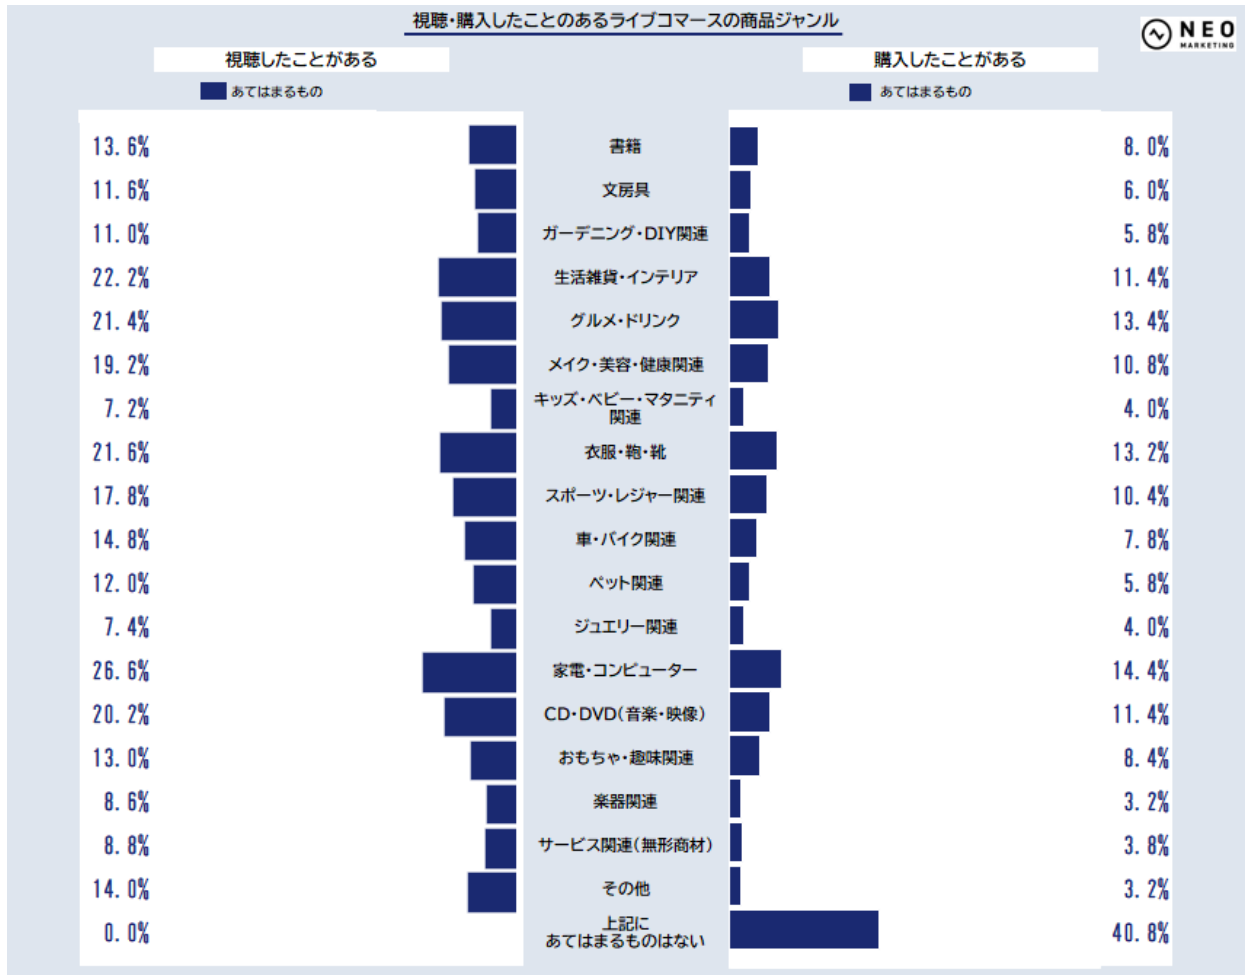 視聴・購入したことのあるライブコマースの商品ジャンル
NEO
MARKETING
視聴したことがある 購入したことがある
あてはまるもの あてはまるもの
13.6% 書籍 8.0%
11.6% 文房具 6.0%
11.0% ガーデニング・DIY関連 5.8%
22.2% 生活雑貨・インテリア 11.4%
21.4% グルメ・ドリンク 13.4%
19.2% メイク・美容・健康関連 10.8%
7.2% キッズ・ベビー・マタニティ 4.0%
関連
21.6% 衣服・鞄・靴 13.2%
17.8% スポーツ・レジャー関連 10.4%
14.8% 車・バイク関連 7.8%
12.0% ペット関連 5.8%
7.4% ジュエリー関連 4.0%
26.6% 家電・コンピューター 14.4%
20.2% CD・DVD（音楽・映像） 11.4%
13.0% おもちゃ・趣味関連 8.4%
8.6% 楽器関連 3.2%
8.8% サービス関連（無形商材） 3.8%
14.0% その他 3.2%
0.0% 上記に 40.8%
あてはまるものはない